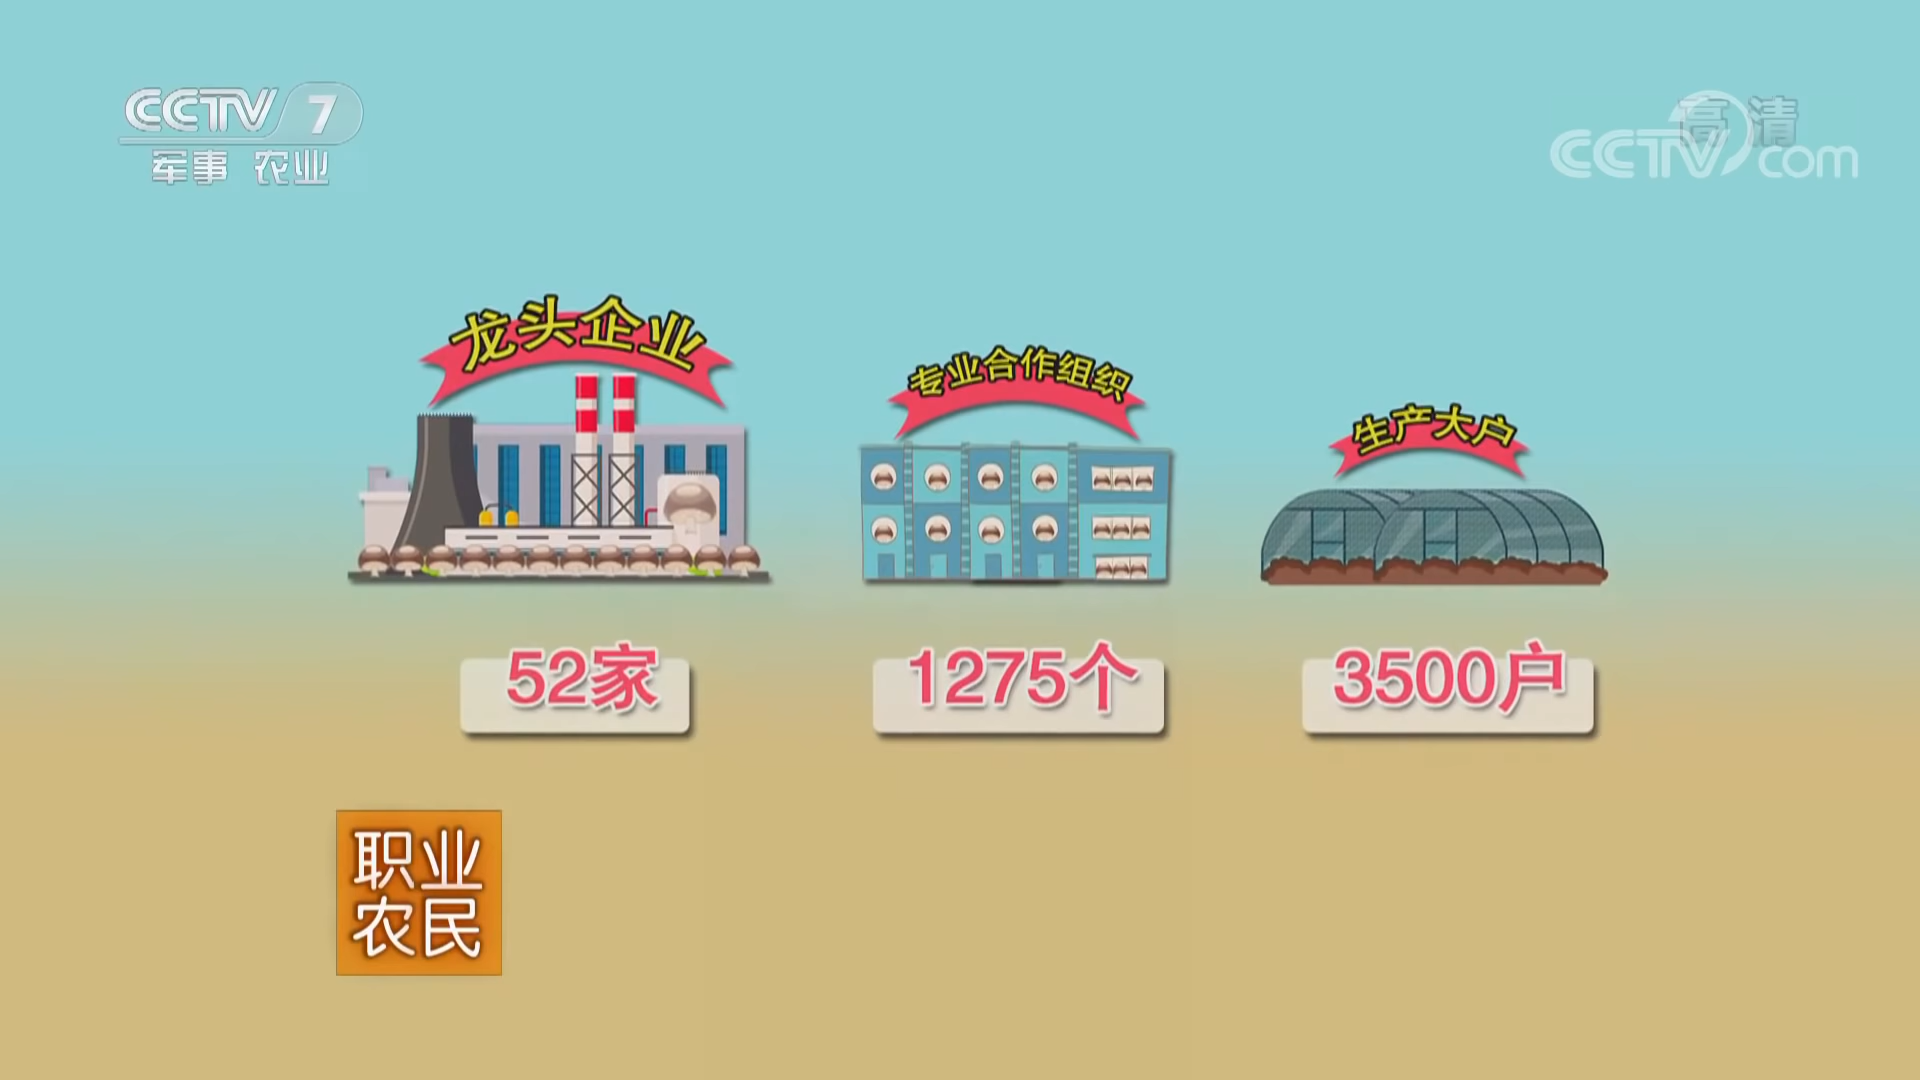 CCTV 7
军事 农业
高清
CCTV.com
龙头企业
专业合作组织
生产大户
52家
1275个
3500户
职业
农民